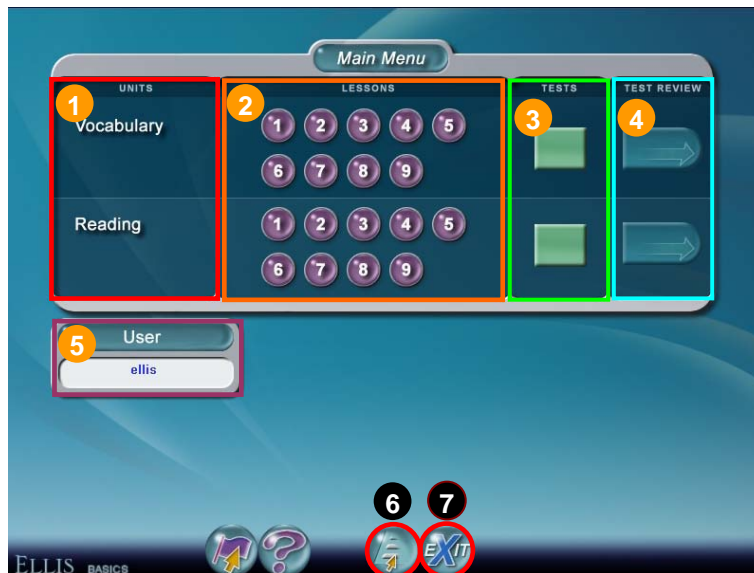 Main Menu
UNITS LESSONS TESTS TEST REVIEW
1 2 3 4
Vocabulary 1 2 3 4 5
6 7 8 9
Reading 1 2 3 4 5
6 7 8 9
5 User
ellis
6 7
? EXIT
ELLIS BASICS